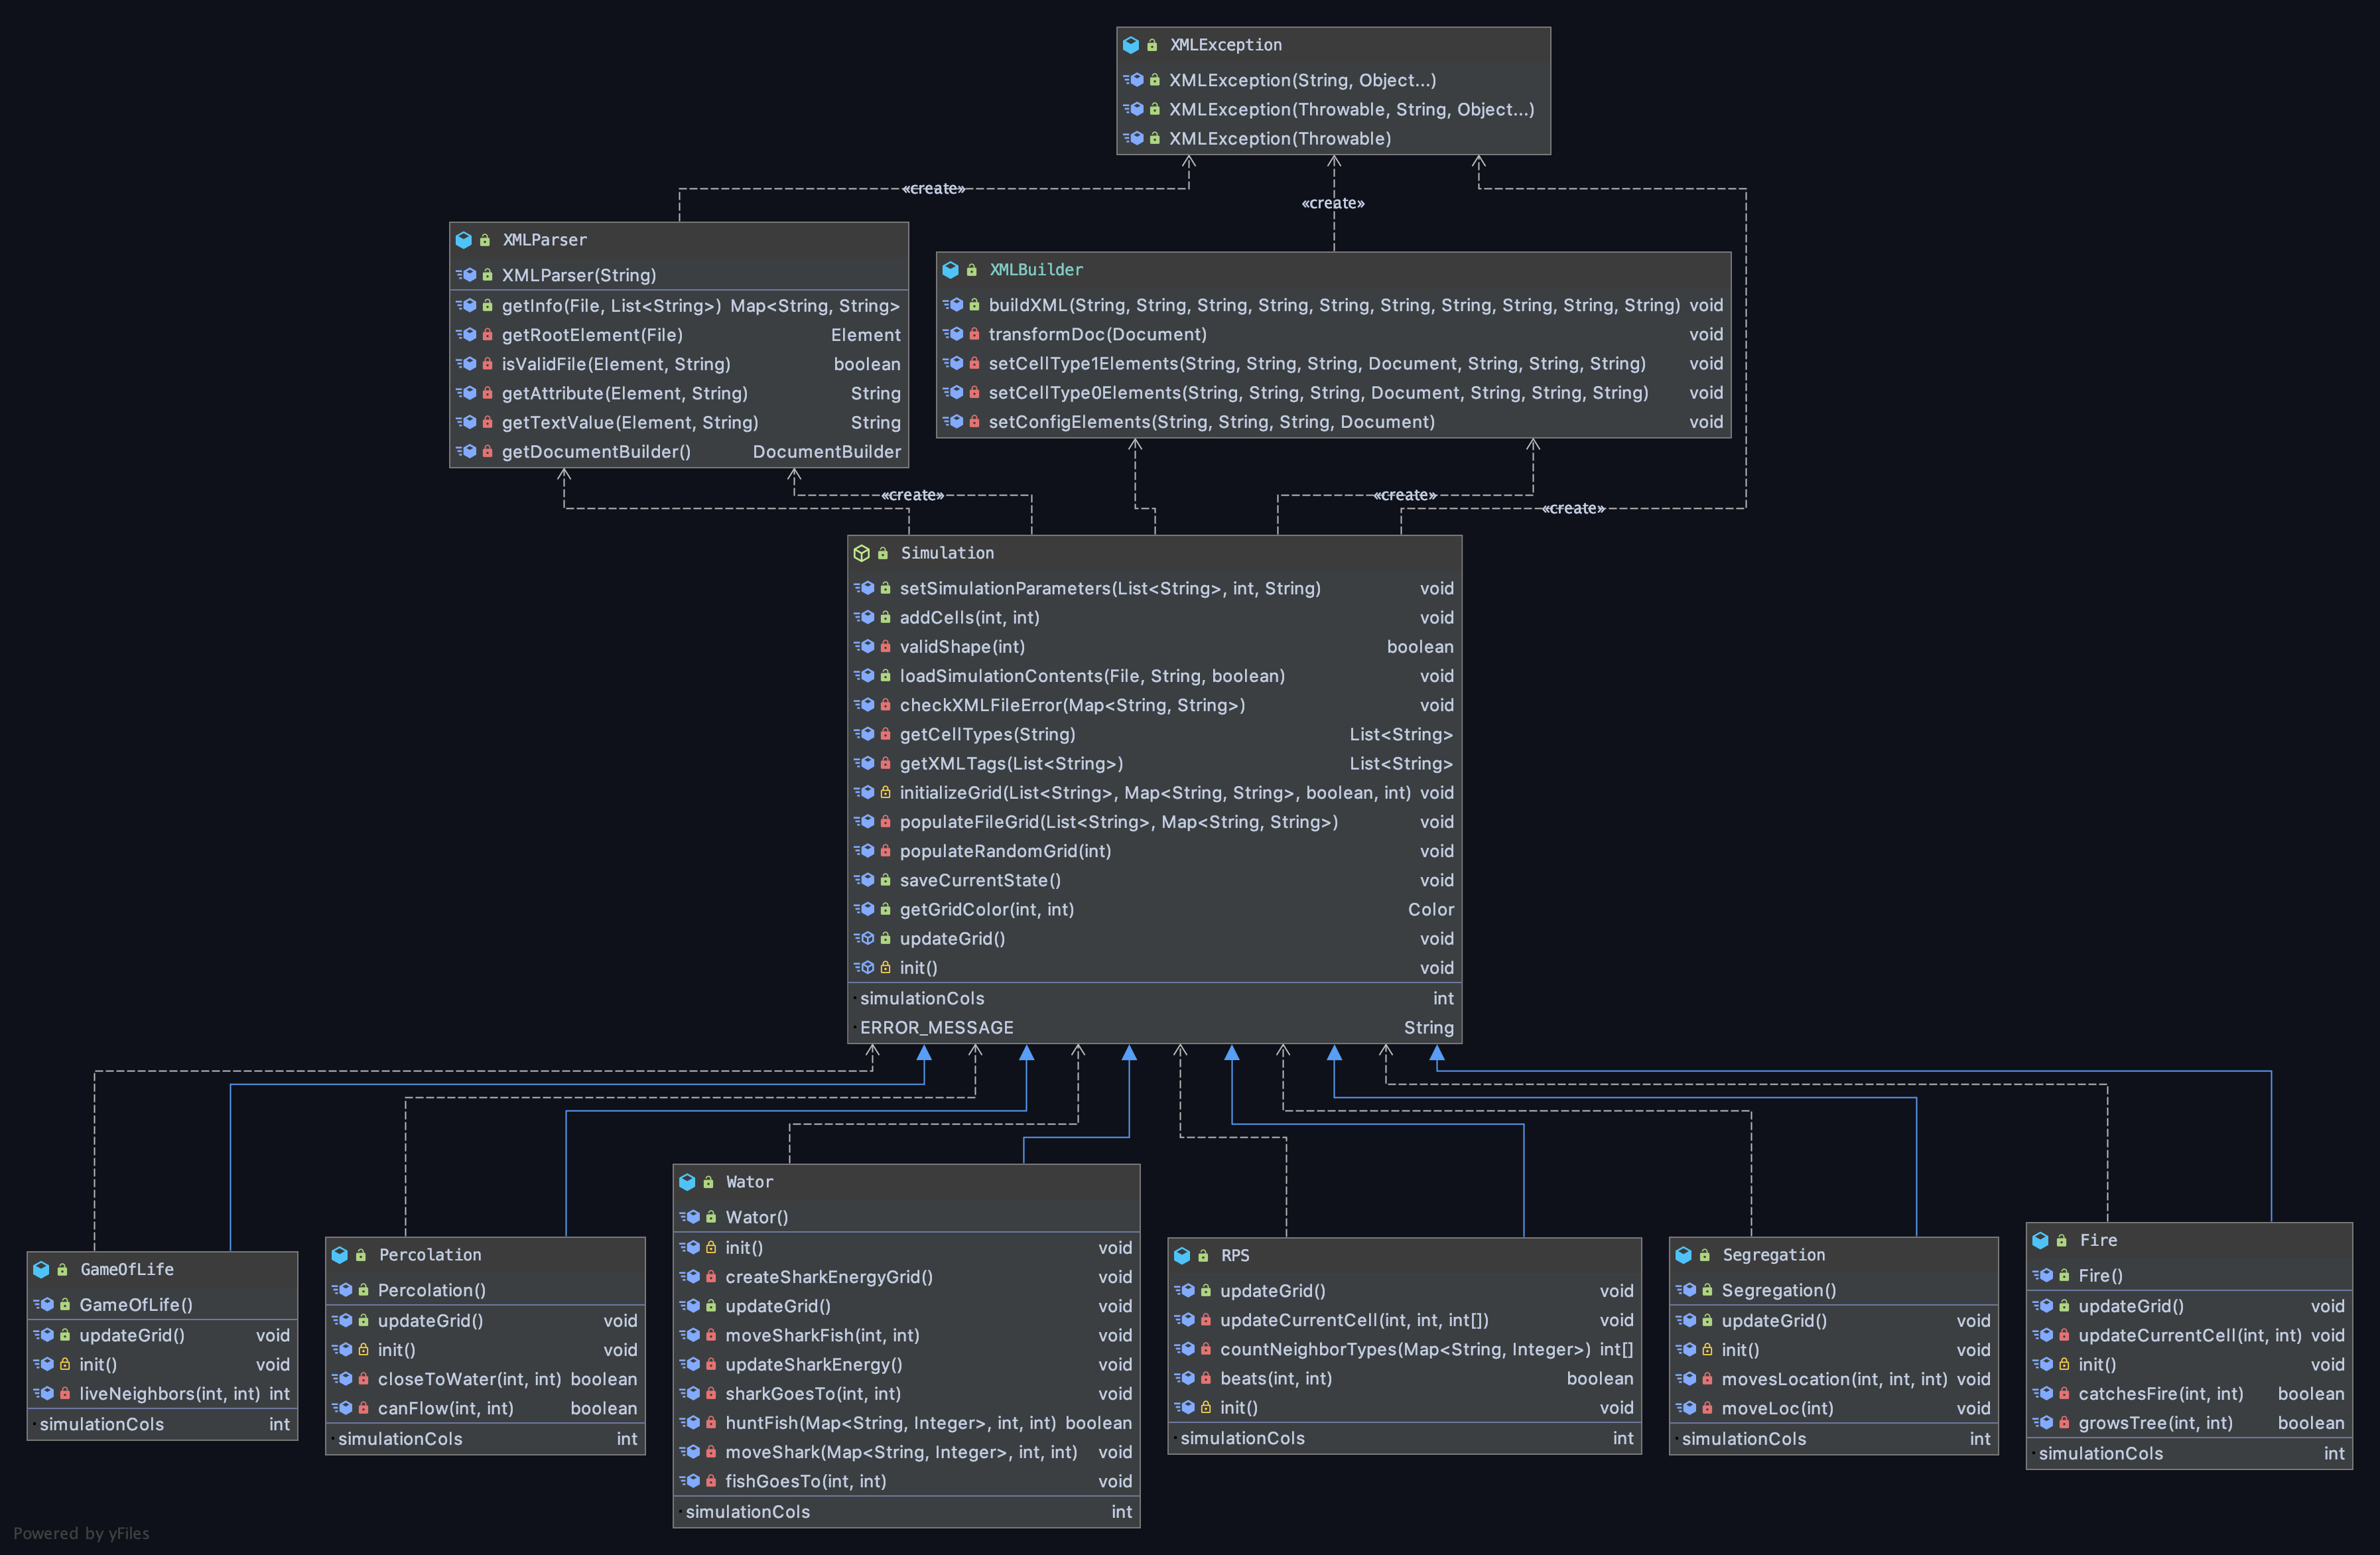 XMLException
XMLException(String, Object...)
XMLException(Throwable, String, Object...)
XMLException(Throwable)
«create»
«create»
XMLParser
XMLParser(String)
getInfo(File, List<String>) Map<String, String>
getRootElement(File) Element
isValidFile(Element, String) boolean
getAttribute(Element, String) String
getTextValue(Element, String) String
getDocumentBuilder() DocumentBuilder
XMLBuilder
buildXML(String, String, String, String, String, String, String, String, String, String) void
transformDoc(Document) void
setCellType1Elements(String, String, String, Document, String, String, String) void
setCellType0Elements(String, String, String, Document, String, String, String) void
setConfigElements(String, String, String, Document) void
«create»
«create»
«create»
Simulation
setSimulationParameters(List<String>, int, String) void
addCells(int, int) void
validShape(int) boolean
loadSimulationContents(File, String, boolean) void
checkXMLFileError(Map<String, String>) void
getCellTypes(String) List<String>
getXMLTags(List<String>) List<String>
initializeGrid(List<String>, Map<String, String>, boolean, int) void
populateFileGrid(List<String>, Map<String, String>) void
populateRandomGrid(int) void
saveCurrentState() void
getGridColor(int, int) Color
updateGrid() void
init() void
simulationCols int
ERROR_MESSAGE String
GameOfLife
GameOfLife()
updateGrid() void
init() void
liveNeighbors(int, int) int
simulationCols int
Percolation
Percolation()
updateGrid() void
init() void
closeToWater(int, int) boolean
canFlow(int, int) boolean
simulationCols int
Wator
Wator()
init() void
createSharkEnergyGrid() void
updateGrid() void
moveSharkFish(int, int) void
updateSharkEnergy() void
sharkGoesTo(int, int) void
huntFish(Map<String, Integer>, int, int) boolean
moveShark(Map<String, Integer>, int, int) void
fishGoesTo(int, int) void
simulationCols int
RPS
updateGrid() void
updateCurrentCell(int, int, int[]) void
countNeighborTypes(Map<String, Integer>) int[]
beats(int, int) boolean
init() void
simulationCols int
Segregation
Segregation()
updateGrid() void
init() void
movesLocation(int, int, int) void
moveLoc(int) void
simulationCols int
Fire
Fire()
updateGrid() void
updateCurrentCell(int, int) void
init() void
catchesFire(int, int) boolean
growsTree(int, int) boolean
simulationCols int
Powered by yFiles